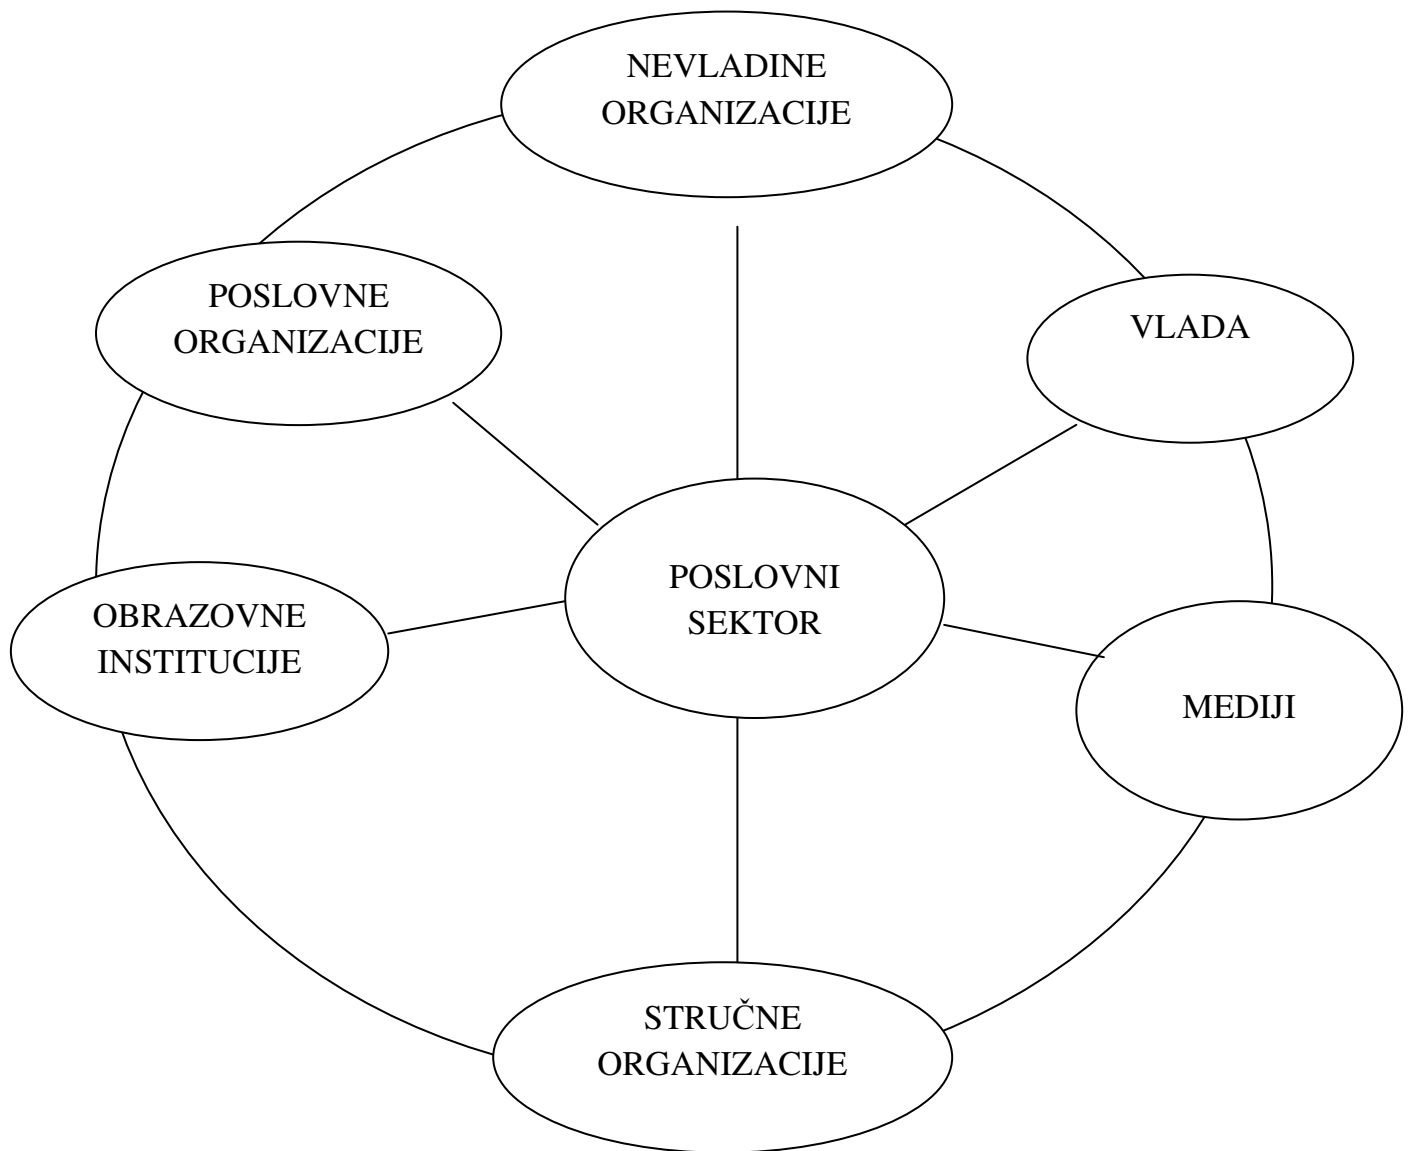 NEVLADINE
ORGANIZACIJE
POSLOVNE
ORGANIZACIJE
VLADA
POSLOVNI
SEKTOR
OBRAZOVNE
INSTITUCIJE
MEDIJI
STRUČNE
ORGANIZACIJE